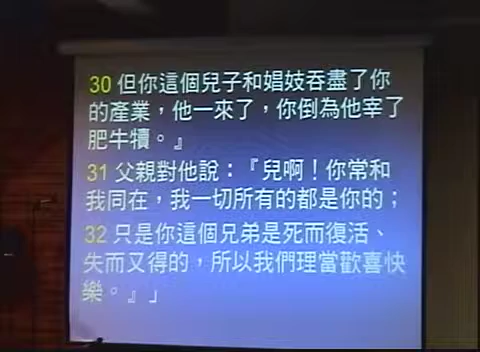 30 但你這個兒子和娼妓吞盡了你
的產業，他一來了，你倒為他宰了
肥牛犢。』
31 父親對他說：『兒啊！你常和
我同在，我一切所有的都是你的；
32 只是你這個兄弟是死而復活、
失而又得的，所以我們理當歡喜快
樂。』」